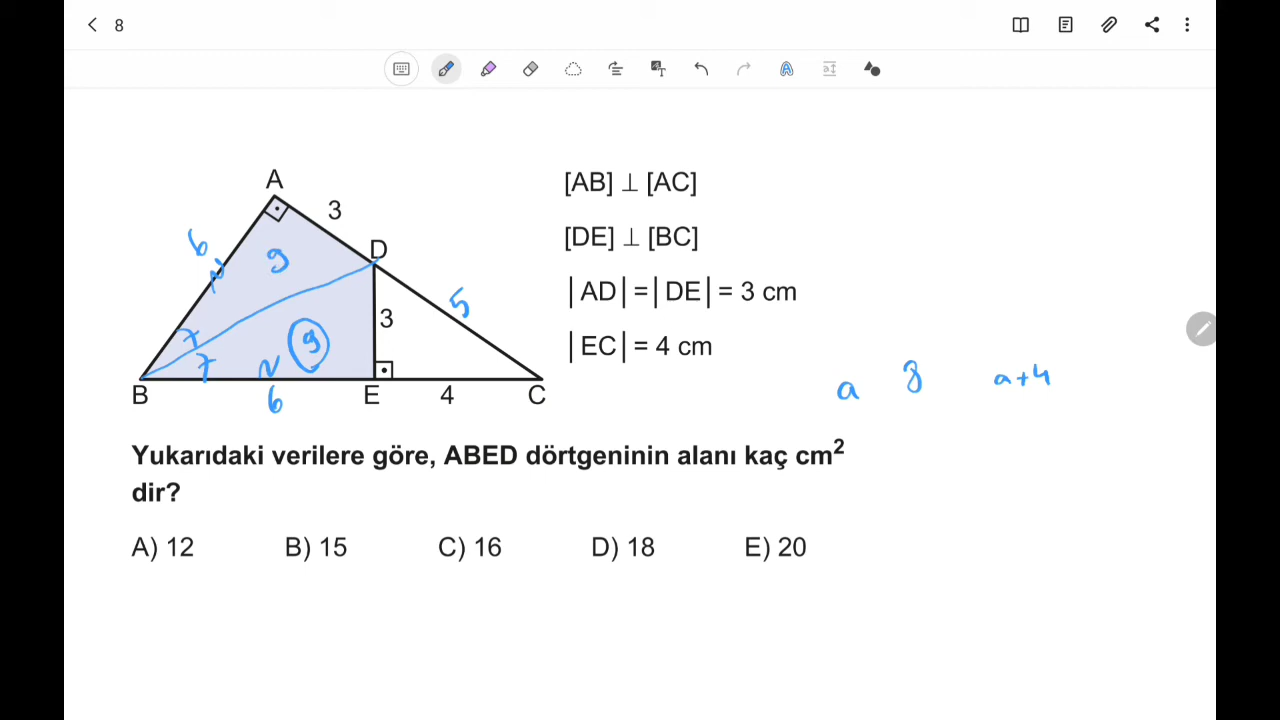 8
A
3
[AB] ⊥ [AC]
6
9
D
[DE] ⊥ [BC]
5
|AD| = |DE| = 3 cm
3
9
|EC| = 4 cm
B
6
E
4
C
a 8 a+4
Yukarıdaki verilere göre, ABED dörtgeninin alanı kaç cm²
dir?
A) 12 B) 15 C) 16 D) 18 E) 20